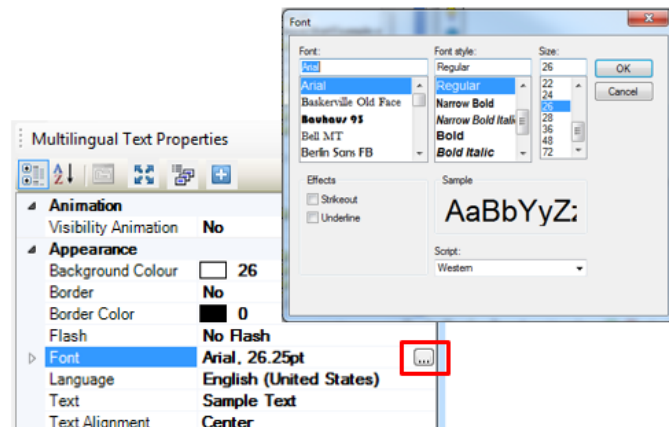 Font
Font:
Font style:
Size:
Arial
Regular
26
OK
Arial
Regular
22
Cancel
Baskerville Old Face
Narrow Bold
24
Bauhaus 93
Narrow Bold Italic
26
Bell MT
Bold
28
Berlin Sans FB
Bold Italic
36
48
72
Effects
Sample
Strikeout
Underline
AaBbYyZz
Script:
Western
Multilingual Text Properties
Animation
Visibility Animation No
Appearance
Background Colour 26
Border No
Border Color 0
Flash No Flash
Font Arial, 26.25pt ...
Language English (United States)
Text Sample Text
Text Alignment Center